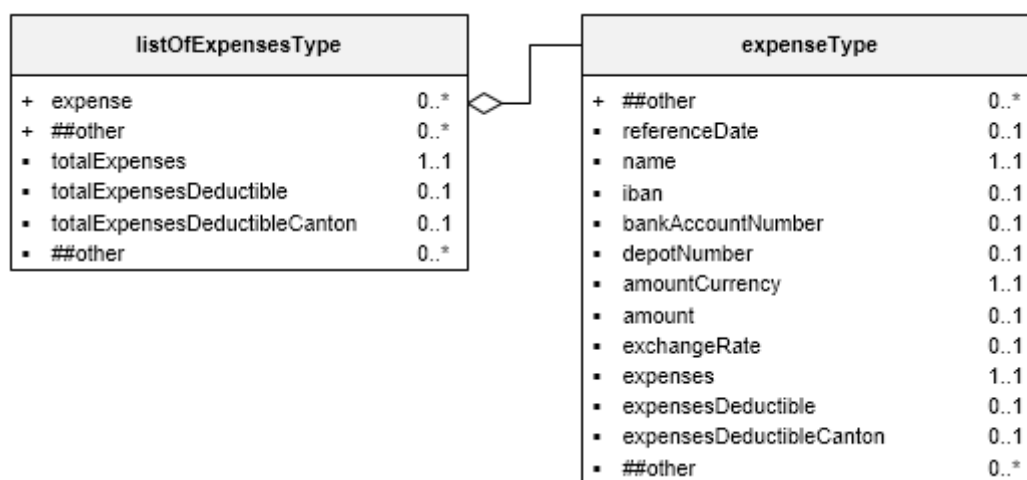 listOfExpensesType
+ expense 0..*
+ ##other 0..*
▪ totalExpenses 1..1
▪ totalExpensesDeductible 0..1
▪ totalExpensesDeductibleCanton 0..1
▪ ##other 0..*
expenseType
+ ##other 0..*
▪ referenceDate 0..1
▪ name 1..1
▪ iban 0..1
▪ bankAccountNumber 0..1
▪ depotNumber 0..1
▪ amountCurrency 1..1
▪ amount 0..1
▪ exchangeRate 0..1
▪ expenses 1..1
▪ expensesDeductible 0..1
▪ expensesDeductibleCanton 0..1
▪ ##other 0..*